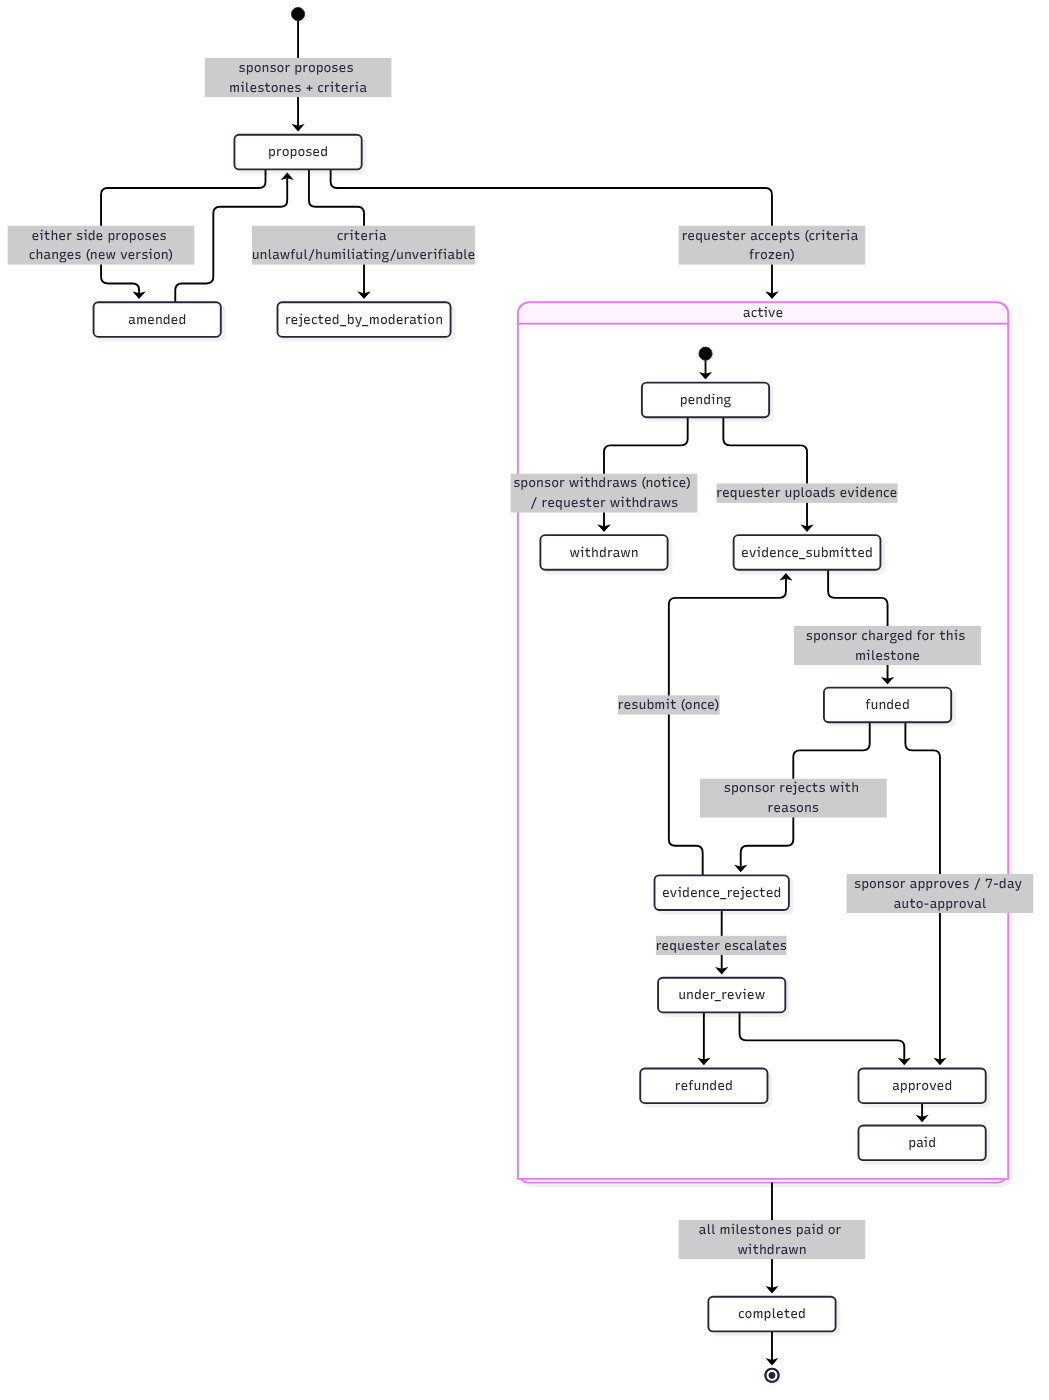 sponsor proposes
milestones + criteria
proposed
either side proposes
changes (new version)
criteria
unlawful/humiliating/unverifiable
requester accepts (criteria
frozen)
amended
rejected_by_moderation
active
pending
sponsor withdraws (notice)
/ requester withdraws
requester uploads evidence
withdrawn
evidence_submitted
sponsor charged for this
milestone
resubmit (once)
funded
sponsor rejects with
reasons
evidence_rejected
sponsor approves / 7-day
auto-approval
requester escalates
under_review
refunded
approved
paid
all milestones paid or
withdrawn
completed